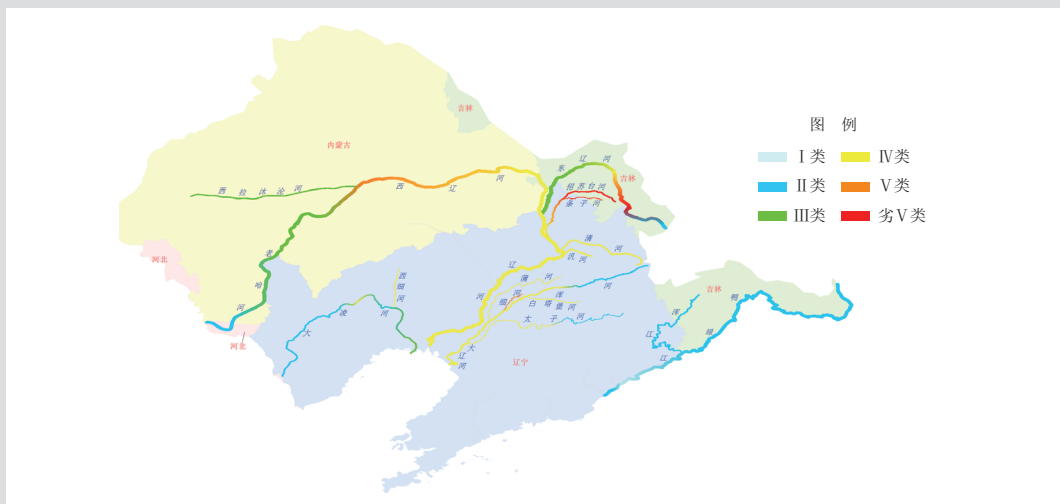 图 例
Ⅰ类
Ⅳ类
Ⅱ类
Ⅴ类
Ⅲ类
劣Ⅴ类
吉林
内蒙古
东辽河
吉林
招苏台河
条子河
西拉沐沦河
西辽河
清河
汎河
河北
老哈河
辽河
西细河
蒲河
细河
浑河
白塔堡河
太子河
大凌河
大辽河
河北
辽宁
吉林
浑江
鸭绿江